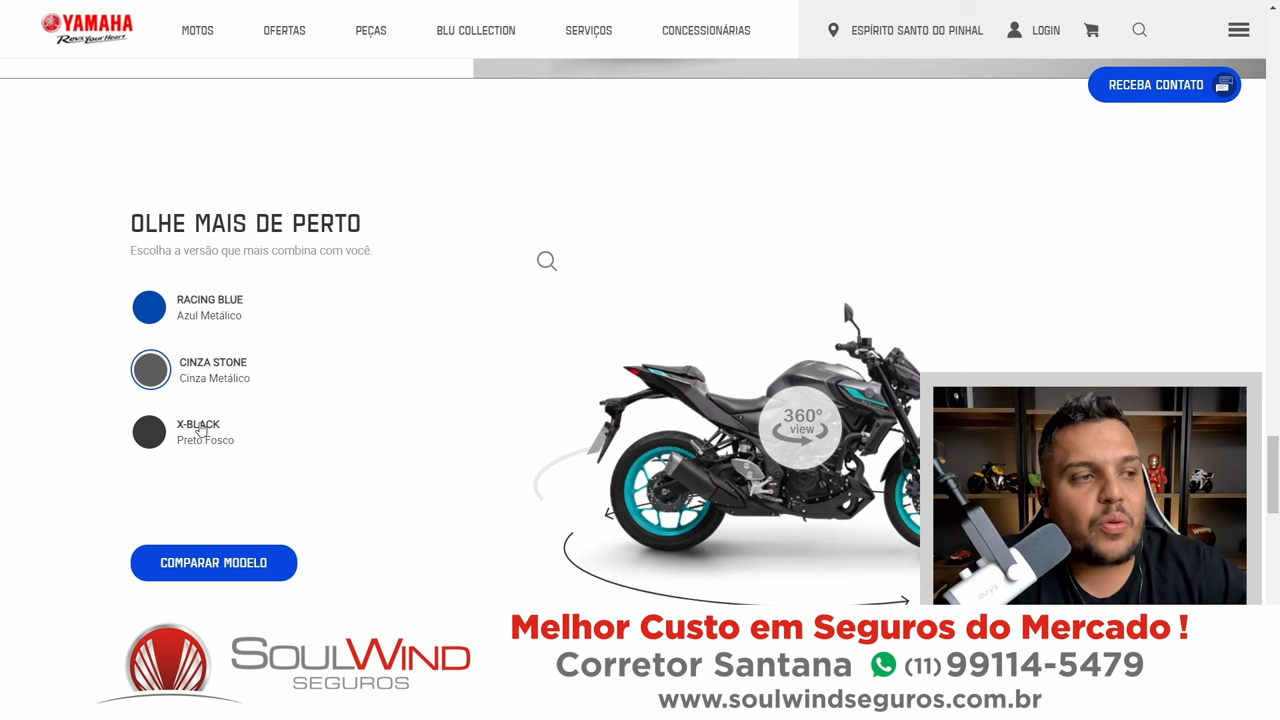 YAMAHA
Revs Your Heart
MOTOS
OFERTAS
PEÇAS
BLU COLLECTION
SERVIÇOS
CONCESSIONÁRIAS
ESPÍRITO SANTO DO PINHAL
LOGIN
RECEBA CONTATO
OLHE MAIS DE PERTO
Escolha a versão que mais combina com você.
RACING BLUE
Azul Metálico
CINZA STONE
Cinza Metálico
X-BLACK
Preto Fosco
360º
view
COMPARAR MODELO
SOULWIND
SEGUROS
Melhor Custo em Seguros do Mercado !
Corretor Santana (11) 99114-5479
www.soulwindseguros.com.br